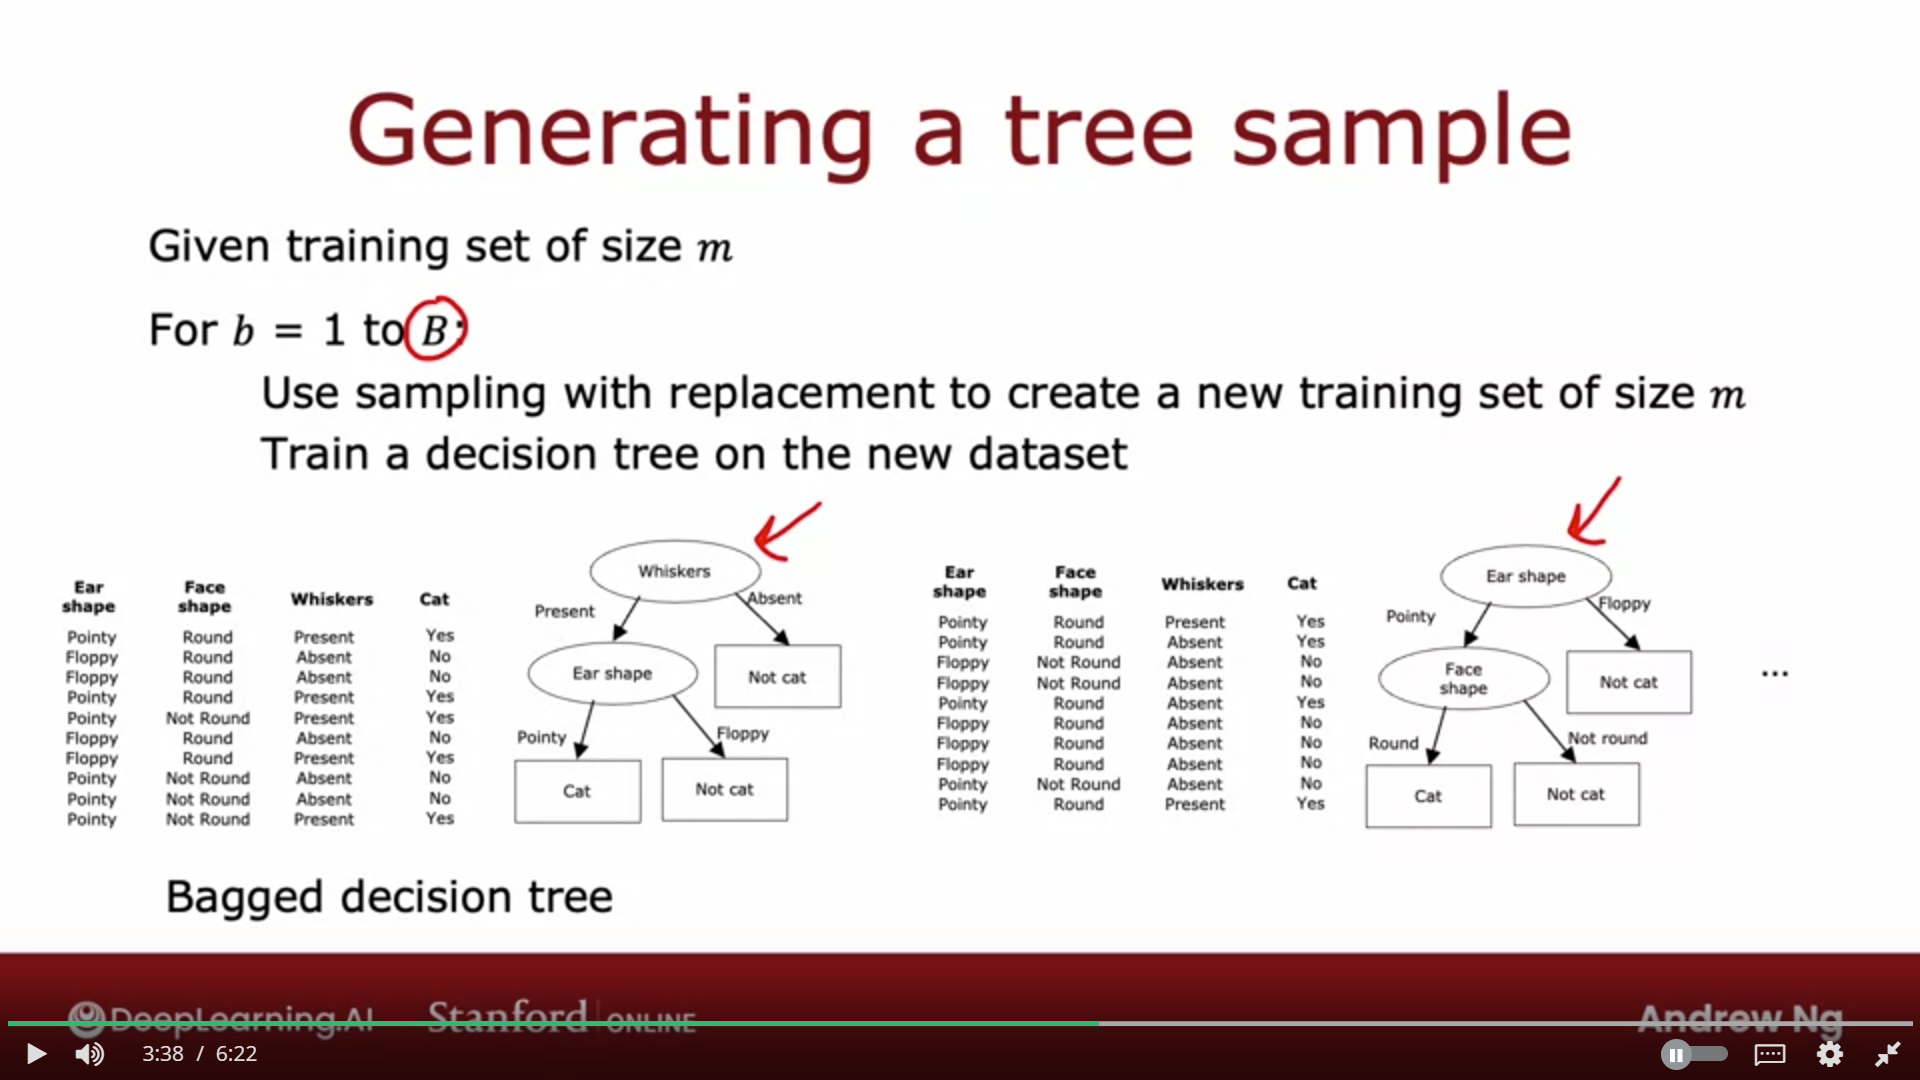 Generating a tree sample
Given training set of size m
For b = 1 to B:
Use sampling with replacement to create a new training set of size m
Train a decision tree on the new dataset
Ear shape Face shape Whiskers Cat
Pointy Round Present Yes
Floppy Round Absent No
Floppy Round Absent No
Pointy Round Present Yes
Pointy Not Round Present Yes
Floppy Round Absent No
Floppy Round Present Yes
Pointy Not Round Absent No
Pointy Not Round Absent No
Pointy Not Round Present Yes
Whiskers
Present
Absent
Ear shape
Not cat
Pointy
Floppy
Cat
Not cat
Ear shape Face shape Whiskers Cat
Pointy Round Present Yes
Pointy Round Absent Yes
Floppy Not Round Absent No
Floppy Not Round Absent No
Pointy Round Absent Yes
Floppy Round Absent No
Floppy Round Absent No
Floppy Round Absent No
Pointy Not Round Absent No
Pointy Round Present Yes
Ear shape
Pointy
Floppy
Face shape
Not cat
Round
Not round
Cat
Not cat
...
Bagged decision tree
DeepLearning.AI Stanford ONLINE Andrew Ng
3:38 / 6:22